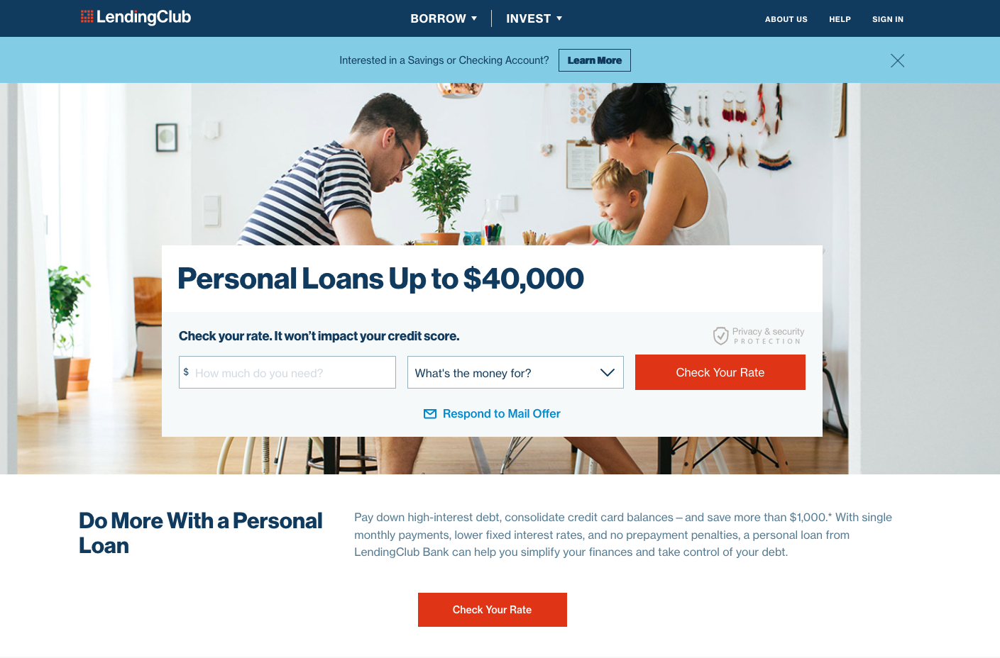 LendingClub
BORROW
INVEST
ABOUT US
HELP
SIGN IN
Interested in a Savings or Checking Account?
Learn More
Personal Loans Up to $40,000
Check your rate. It won’t impact your credit score.
Privacy & security
PROTECTION
$ How much do you need?
What's the money for?
Check Your Rate
Respond to Mail Offer
Do More With a Personal
Loan
Pay down high-interest debt, consolidate credit card balances—and save more than $1,000.* With single
monthly payments, lower fixed interest rates, and no prepayment penalties, a personal loan from
LendingClub Bank can help you simplify your finances and take control of your debt.
Check Your Rate